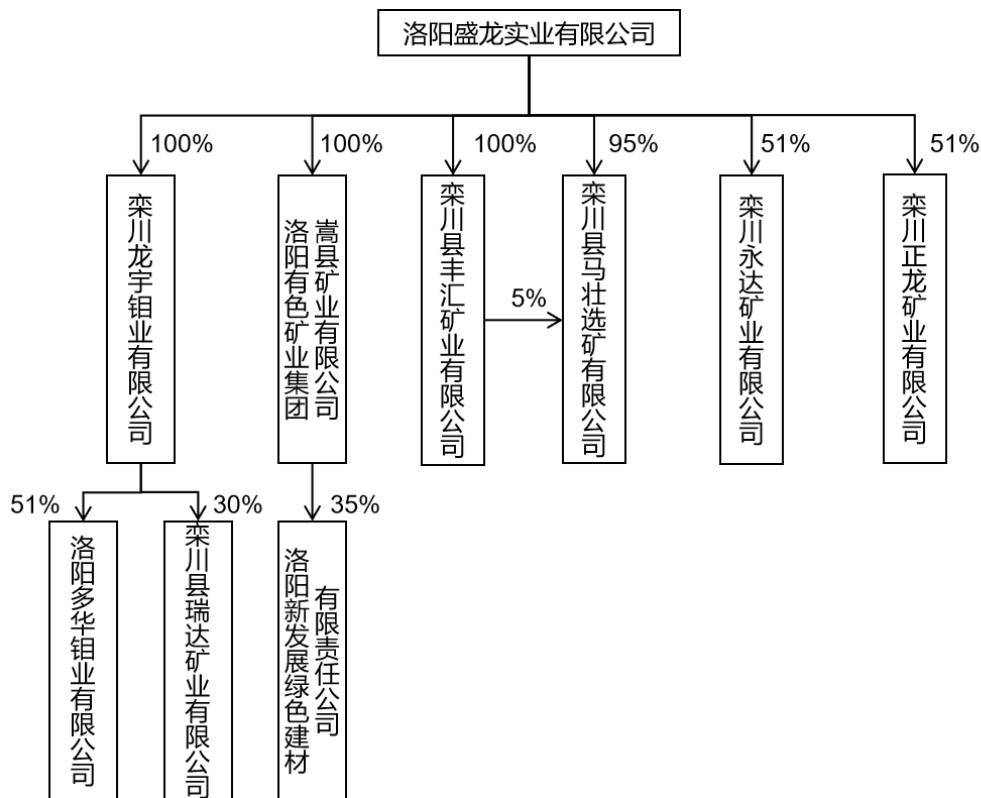 洛阳盛龙实业有限公司
100%
100%
100%
95%
51%
51%
栾川龙宇钼业有限公司
洛阳有色矿业集团
嵩县矿业有限公司
栾川县丰汇矿业有限公司
5%
栾川县马壮选矿有限公司
栾川永达矿业有限公司
栾川正龙矿业有限公司
51%
30%
35%
洛阳多华钼业有限公司
栾川县瑞达矿业有限公司
洛阳新发展绿色建材
有限责任公司